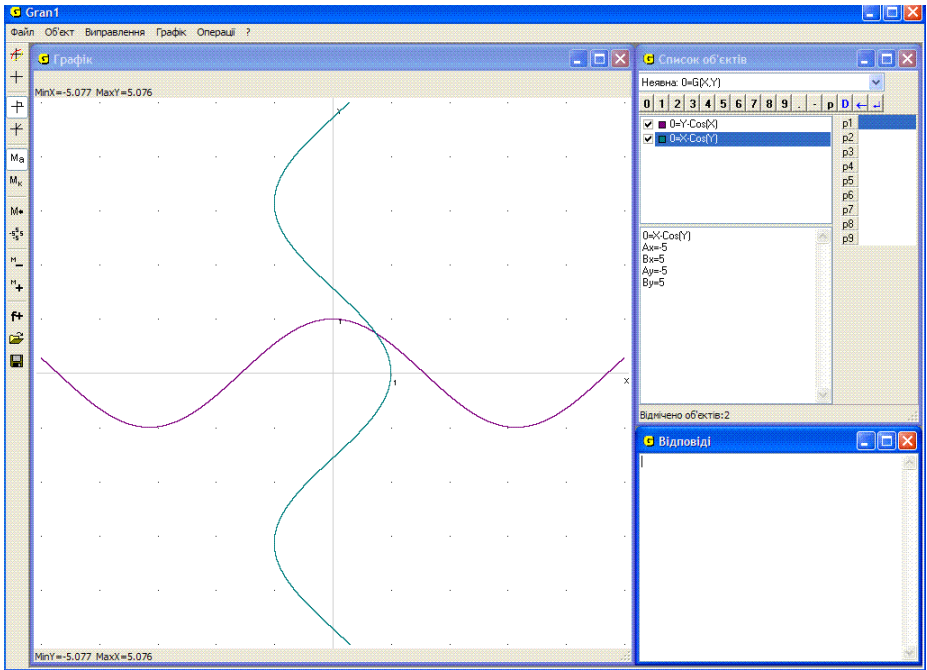 Gran1
Файл Об'єкт Виправлення Графік Операції ?
Графік
MinX=-5.077 MaxY=5.076
Y
1
1
X
MinY=-5.077 MaxX=5.076
Ma
Mк
M
M
M
f+
Список об'єктів
Неявна: 0=G(X,Y)
0 1 2 3 4 5 6 7 8 9 . - p D ← ↵
0=Y-Cos(X)
0=X-Cos(Y)
p1
p2
p3
p4
p5
p6
p7
p8
p9
0=X-Cos(Y)
Ax=-5
Bx=5
Ay=-5
By=5
Відмічено об'єктів:2
Відповіді